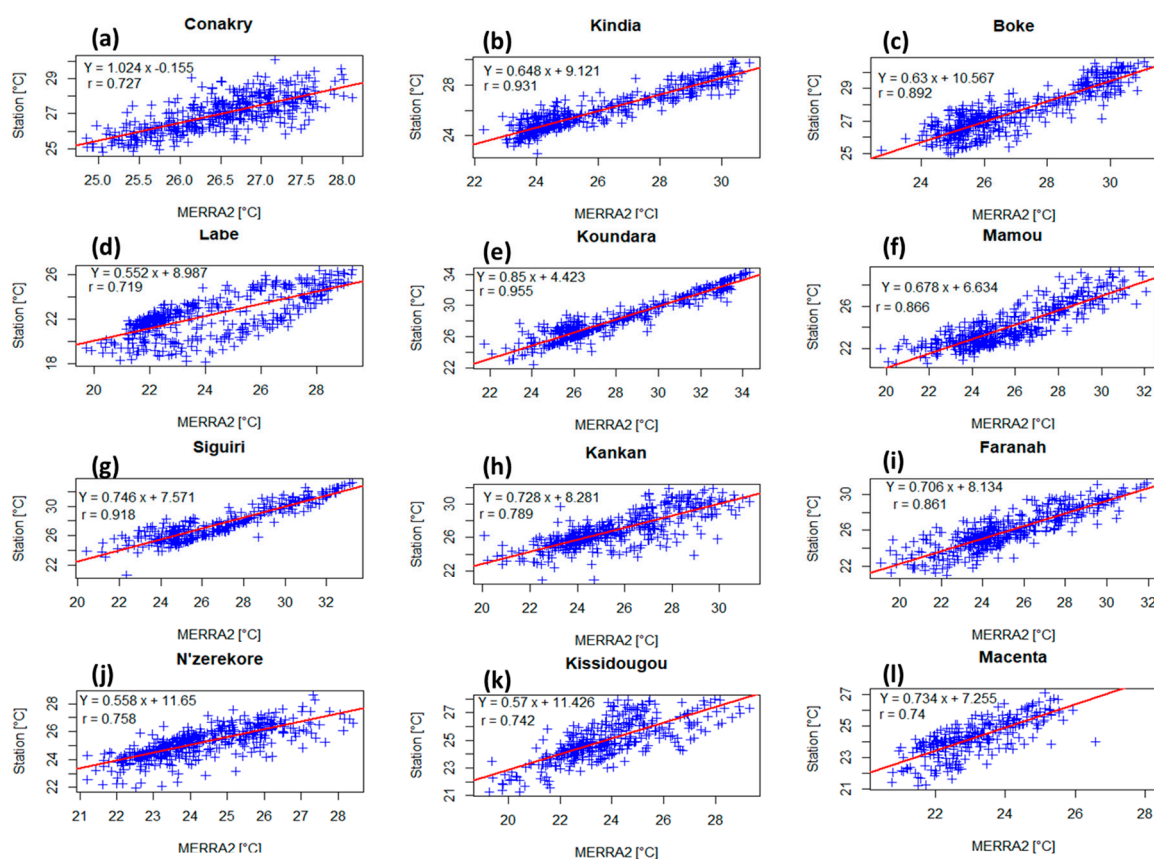 Conakry
(a)
Y = 1.024 x -0.155
r = 0.727
Station [°C]
25 27 29
25.0 25.5 26.0 26.5 27.0 27.5 28.0
MERRA2 [°C]
Kindia
(b)
Y = 0.648 x + 9.121
r = 0.931
Station [°C]
24 28
22 24 26 28 30
MERRA2 [°C]
Boke
(c)
Y = 0.63 x + 10.567
r = 0.892
Station [°C]
25 27 29
24 26 28 30
MERRA2 [°C]
Labe
(d)
Y = 0.552 x + 8.987
r = 0.719
Station [°C]
18 22 26
20 22 24 26 28
MERRA2 [°C]
Koundara
(e)
Y = 0.85 x + 4.423
r = 0.955
Station [°C]
22 26 30 34
22 24 26 28 30 32 34
MERRA2 [°C]
Mamou
(f)
Y = 0.678 x + 6.634
r = 0.866
Station [°C]
22 26
20 22 24 26 28 30 32
MERRA2 [°C]
Siguiri
(g)
Y = 0.746 x + 7.571
r = 0.918
Station [°C]
22 26 30
20 22 24 26 28 30 32
MERRA2 [°C]
Kankan
(h)
Y = 0.728 x + 8.281
r = 0.789
Station [°C]
22 26 30
20 22 24 26 28 30
MERRA2 [°C]
Faranah
(i)
Y = 0.706 x + 8.134
r = 0.861
Station [°C]
22 26 30
20 22 24 26 28 30 32
MERRA2 [°C]
N'zerekore
(j)
Y = 0.558 x + 11.65
r = 0.758
Station [°C]
22 24 26 28
21 22 23 24 25 26 27 28
MERRA2 [°C]
Kissidougou
(k)
Y = 0.57 x + 11.426
r = 0.742
Station [°C]
21 23 25 27
20 22 24 26 28
MERRA2 [°C]
Macenta
(l)
Y = 0.734 x + 7.255
r = 0.74
Station [°C]
21 23 25 27
22 24 26 28
MERRA2 [°C]